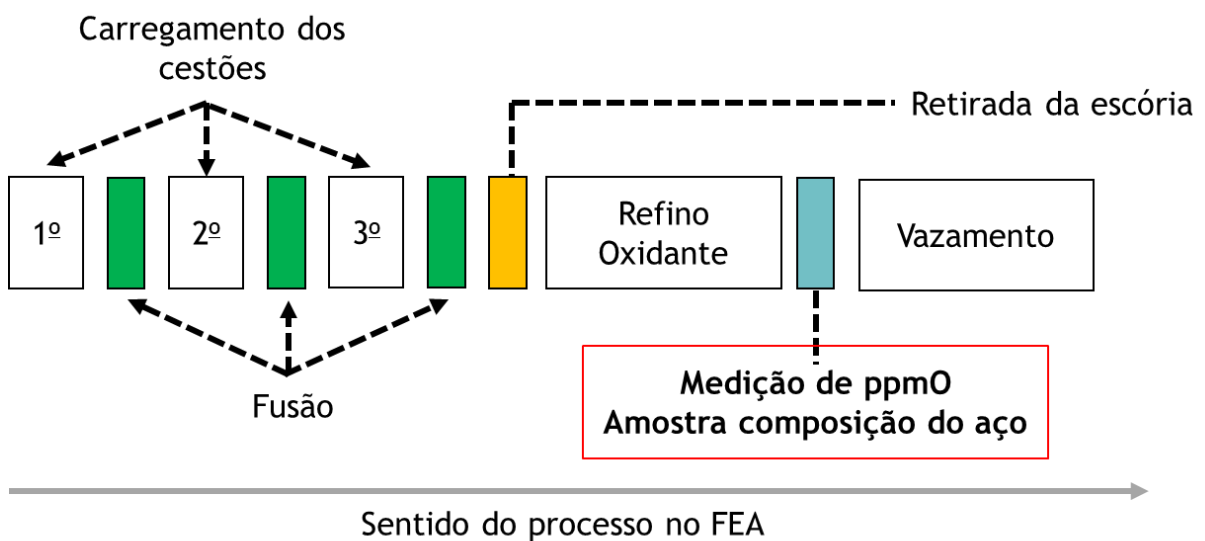 Carregamento dos
cestões
Retirada da escória
1º
2º
3º
Refino
Oxidante
Vazamento
Fusão
Medição de ppmO
Amostra composição do aço
Sentido do processo no FEA